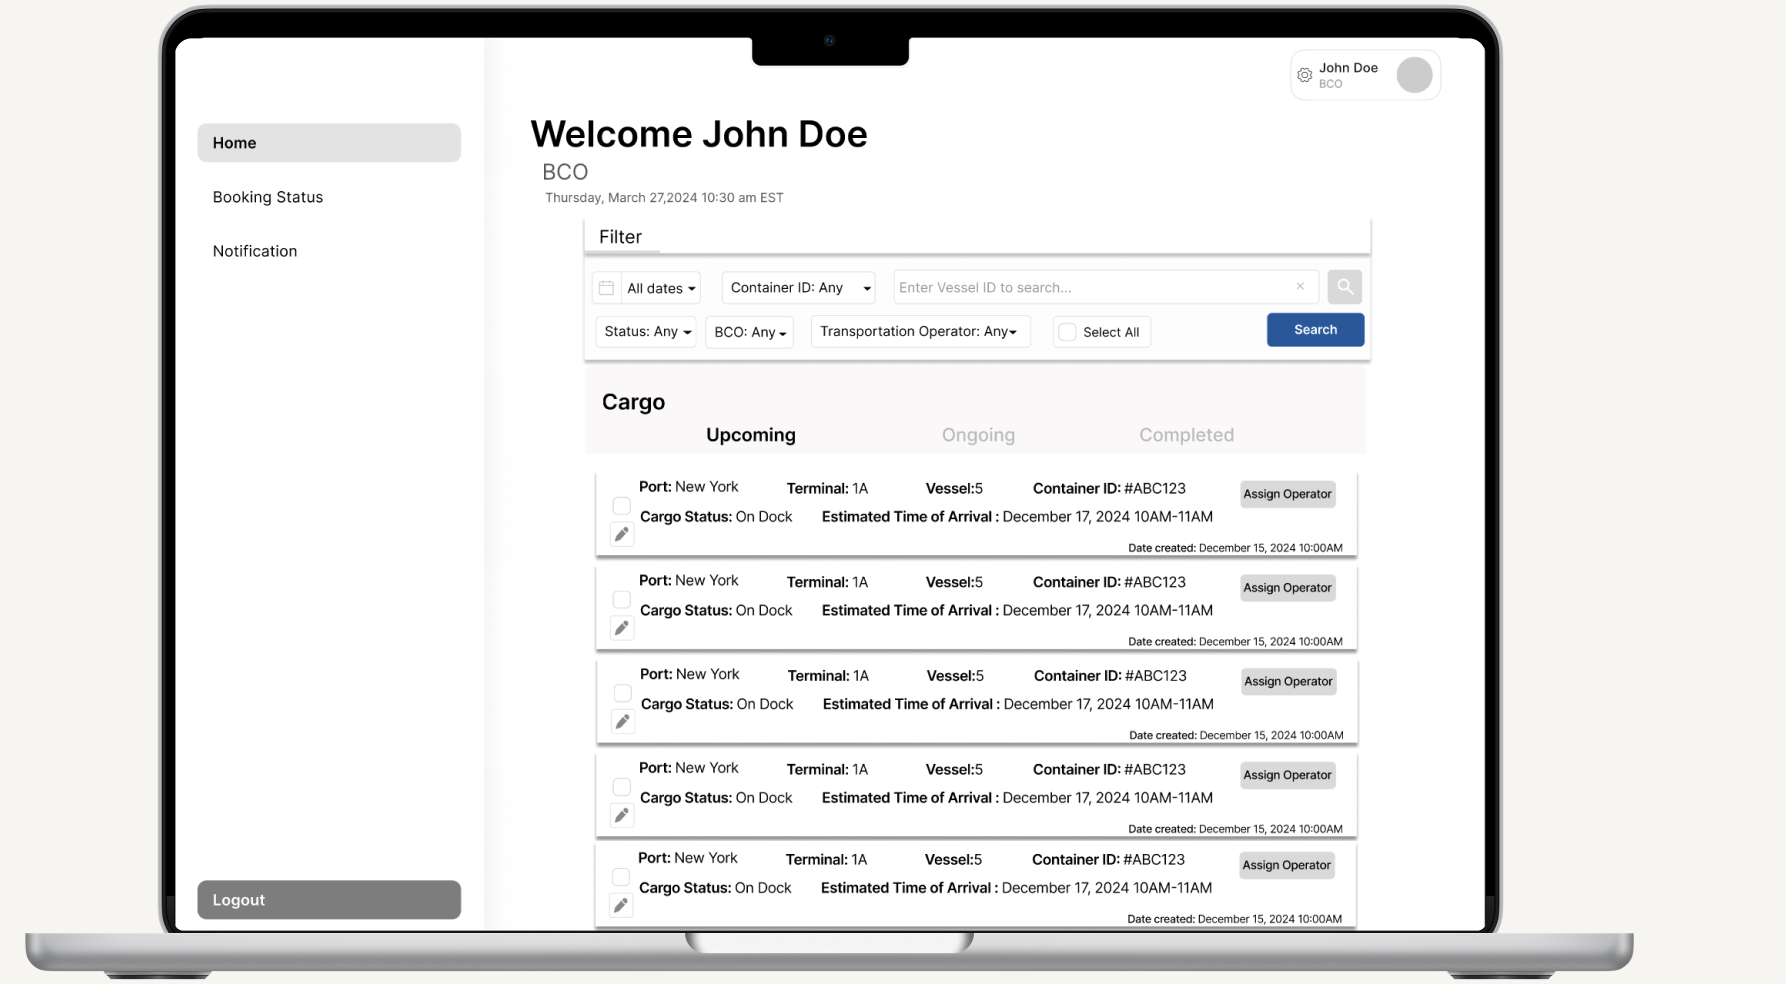 John Doe
BCO
Home
Booking Status
Notification
Logout
Welcome John Doe
BCO
Thursday, March 27,2024 10:30 am EST
Filter
All dates Container ID: Any Enter Vessel ID to search... ×
Status: Any BCO: Any Transportation Operator: Any Select All Search
Cargo
Upcoming Ongoing Completed
Port: New York Terminal: 1A Vessel:5 Container ID: #ABC123 Assign Operator
Cargo Status: On Dock Estimated Time of Arrival : December 17, 2024 10AM-11AM
Date created: December 15, 2024 10:00AM
Port: New York Terminal: 1A Vessel:5 Container ID: #ABC123 Assign Operator
Cargo Status: On Dock Estimated Time of Arrival : December 17, 2024 10AM-11AM
Date created: December 15, 2024 10:00AM
Port: New York Terminal: 1A Vessel:5 Container ID: #ABC123 Assign Operator
Cargo Status: On Dock Estimated Time of Arrival : December 17, 2024 10AM-11AM
Date created: December 15, 2024 10:00AM
Port: New York Terminal: 1A Vessel:5 Container ID: #ABC123 Assign Operator
Cargo Status: On Dock Estimated Time of Arrival : December 17, 2024 10AM-11AM
Date created: December 15, 2024 10:00AM
Port: New York Terminal: 1A Vessel:5 Container ID: #ABC123 Assign Operator
Cargo Status: On Dock Estimated Time of Arrival : December 17, 2024 10AM-11AM
Date created: December 15, 2024 10:00AM